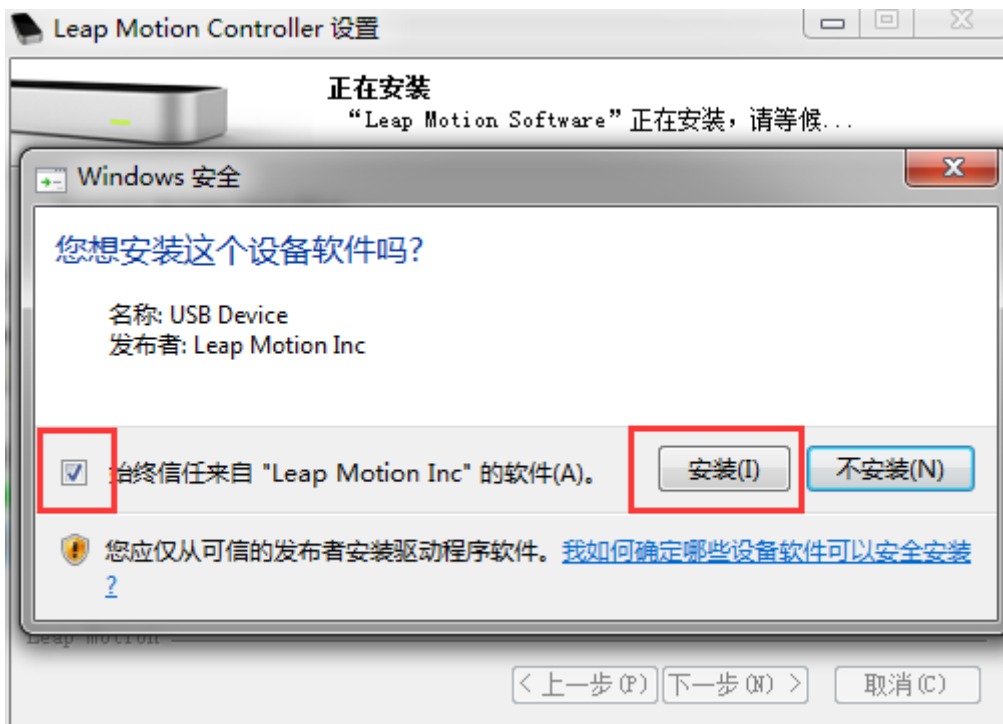 Leap Motion Controller 设置
正在安装
“Leap Motion Software”正在安装，请等候...
Windows 安全
您想安装这个设备软件吗?
名称: USB Device
发布者: Leap Motion Inc
始终信任来自 "Leap Motion Inc" 的软件(A)。
安装(I)
不安装(N)
您应仅从可信的发布者安装驱动程序软件。我如何确定哪些设备软件可以安全安装
?
Leap Motion
< 上一步(P)
下一步(N) >
取消(C)